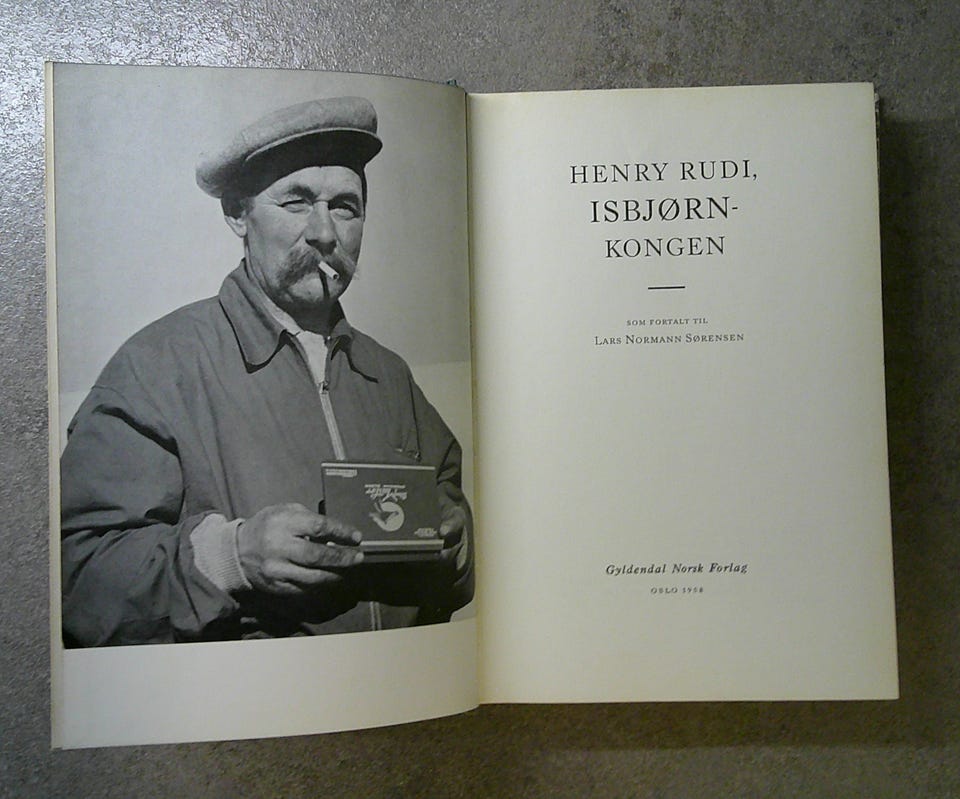 HENRY RUDI,
ISBJØRN-
KONGEN
SOM FORTALT TIL
LARS NORMANN SØRENSEN
Gyldendal Norsk Forlag
OSLO 1958